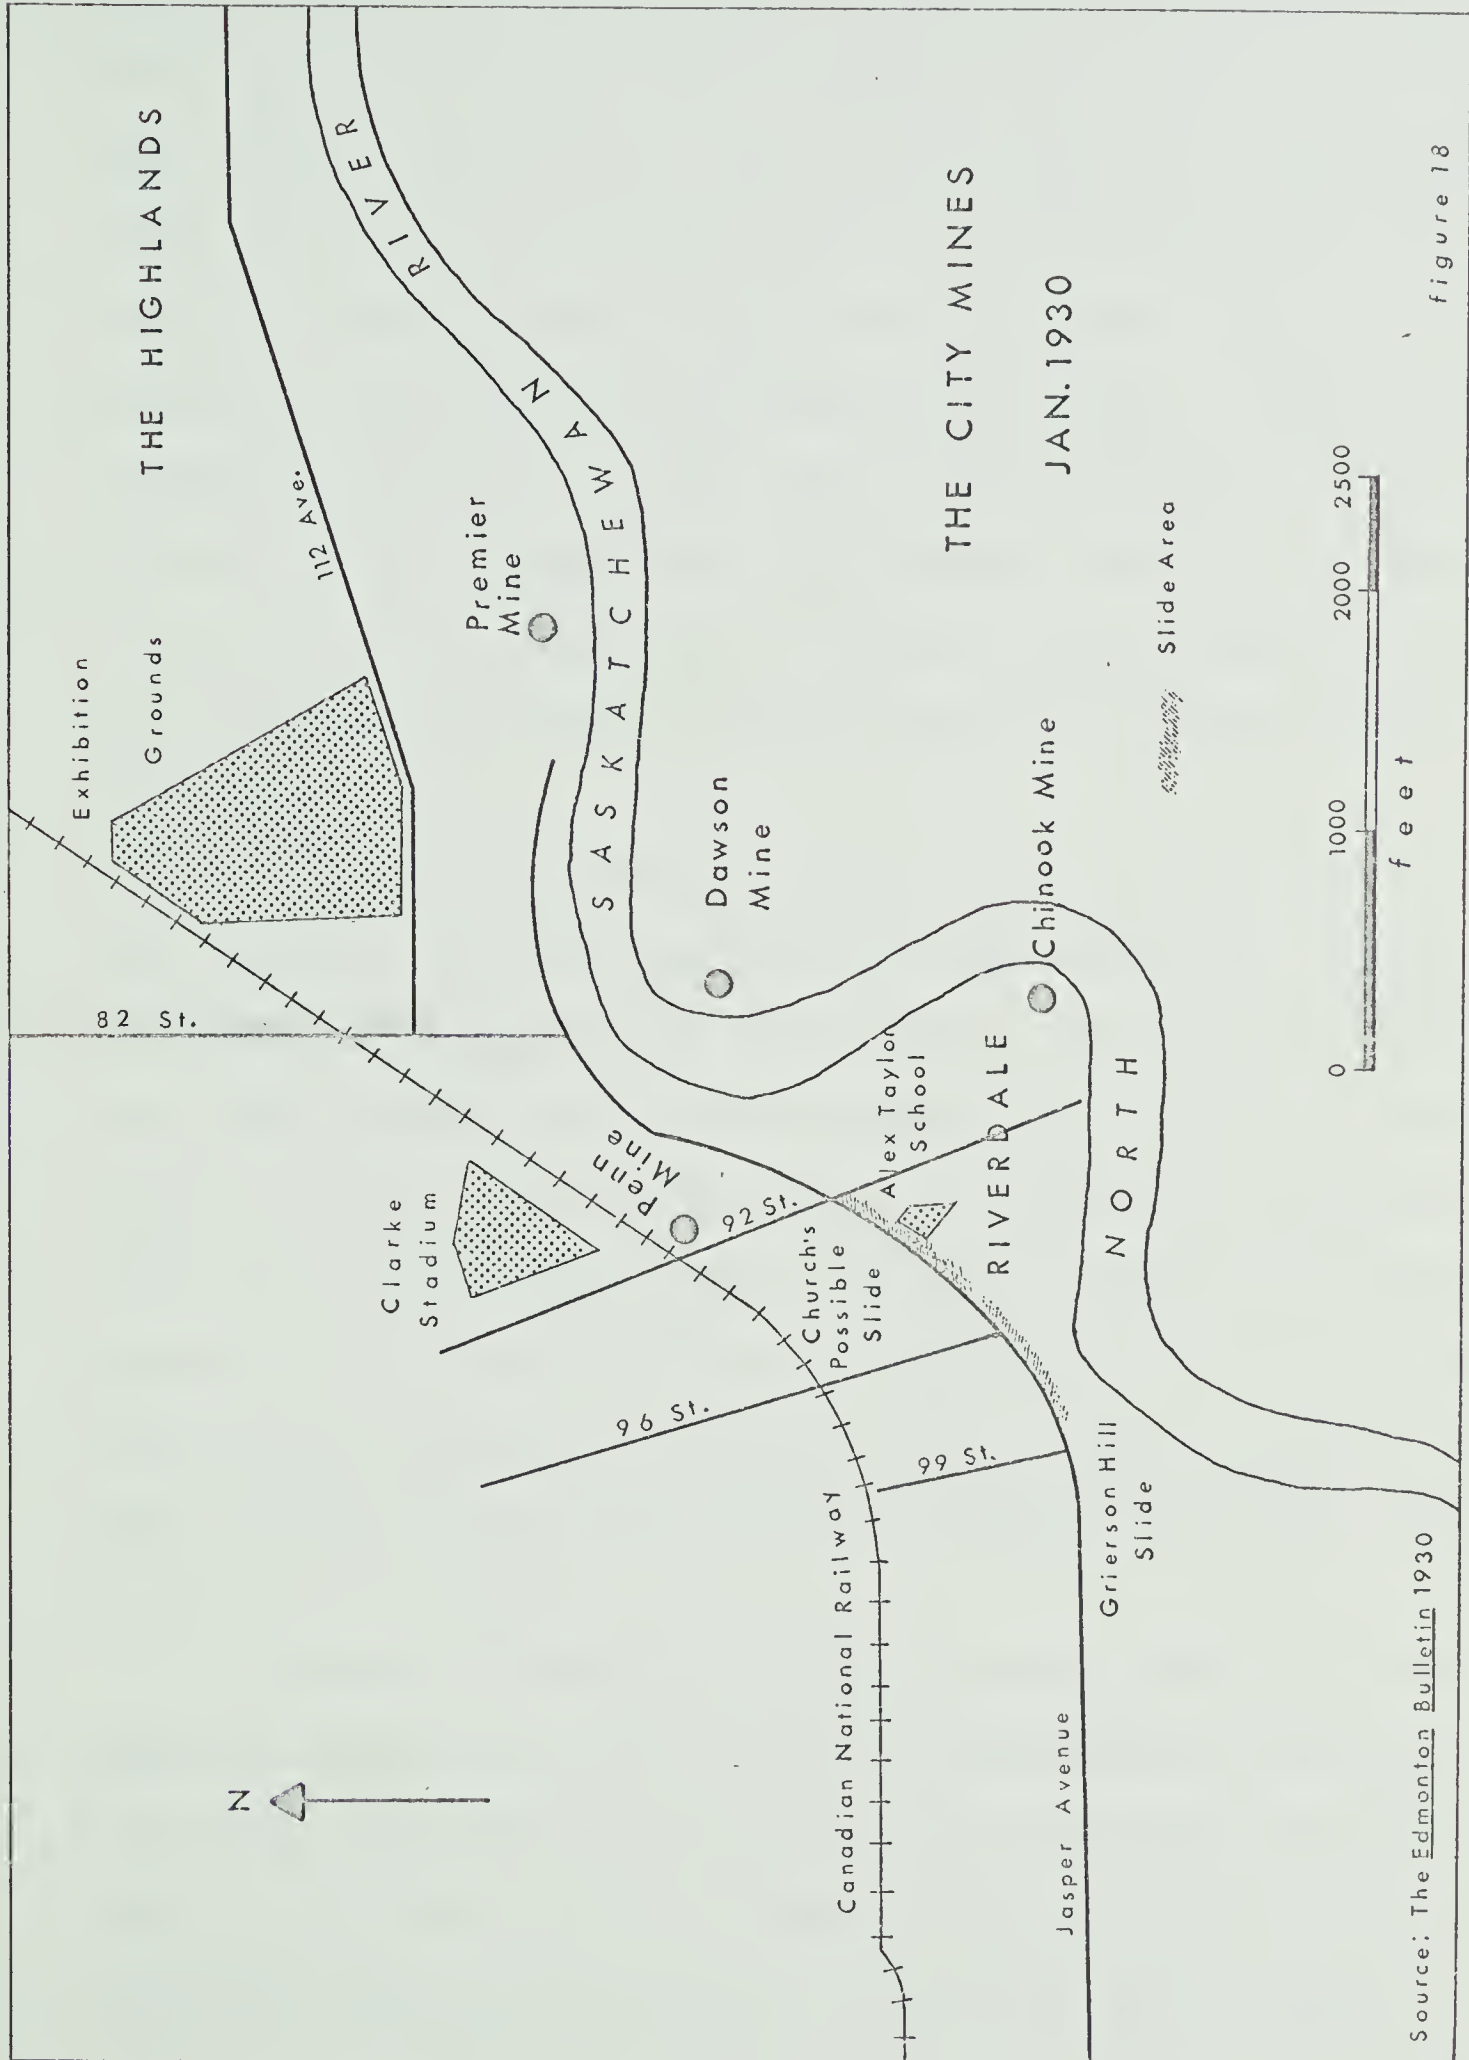 THE HIGHLANDS
Exhibition
Grounds
112 Ave.
82 St.
Premier
Mine
RIVER
SASKATCHEWAN
NORTH
Clarke
Stadium
Penn
Mine
92 St.
96 St.
99 St.
Dawson
Mine
Church's
Possible
Slide
Alex Taylor
School
RIVERDALE
Chinook Mine
N
Canadian National Railway
Jasper Avenue
Grierson Hill
Slide
THE CITY MINES
JAN. 1930
Slide Area
0 1000 2000 2500
feet
Source: The Edmonton Bulletin 1930
figure 18